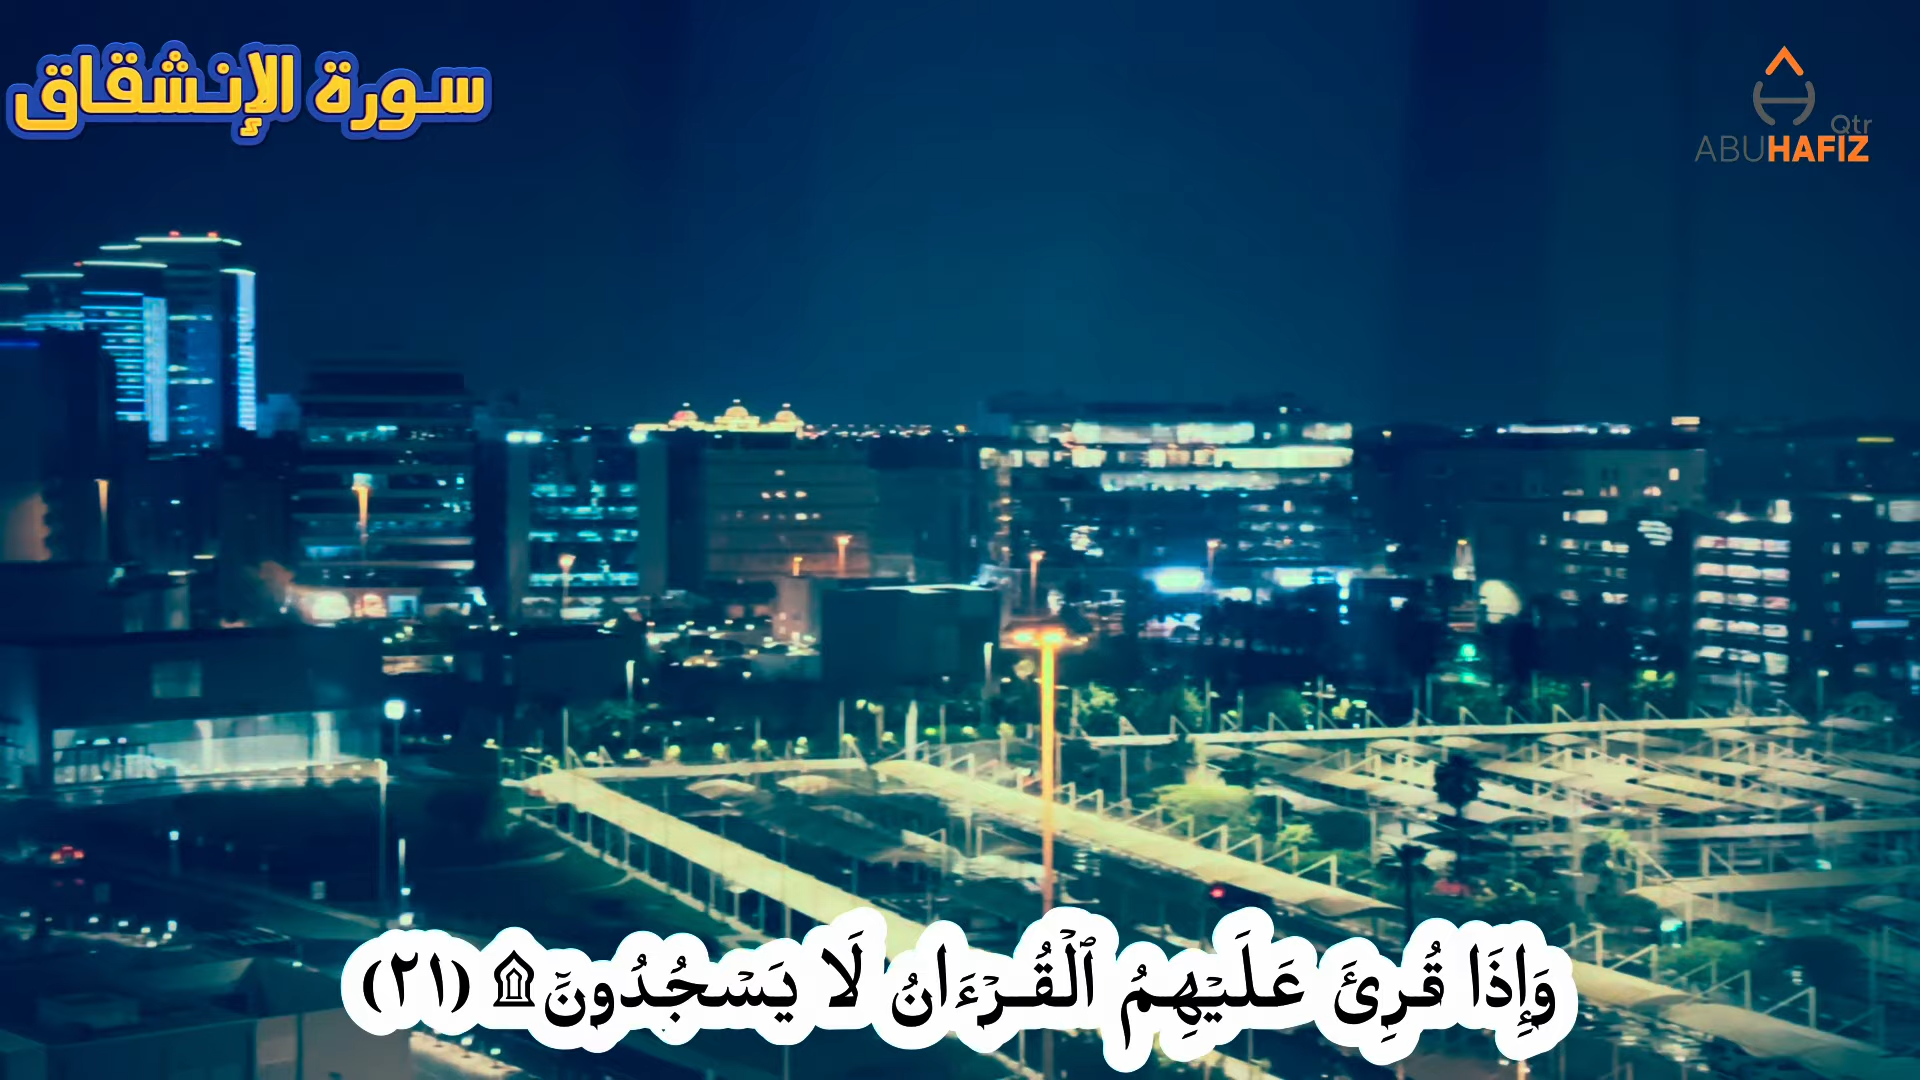 سورة الإنشقاق
Qtr
ABUHAFIZ
وَإِذَا قُرِئَ عَلَيْهِمُ ٱلْقُرْءَانُ لَا يَسْجُدُونَۤ۩ (٢١)